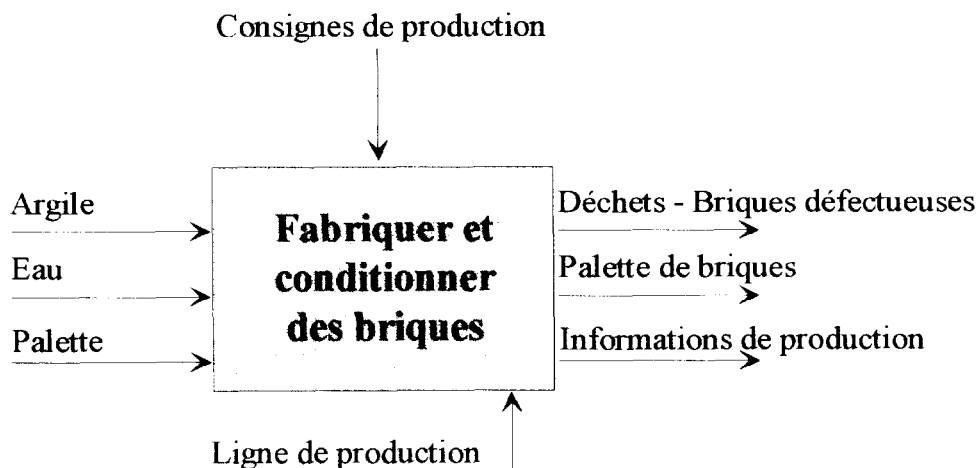 Consignes de production
Argile
Eau
Palette
Fabriquer et
conditionner
des briques
Déchets - Briques défectueuses
Palette de briques
Informations de production
Ligne de production